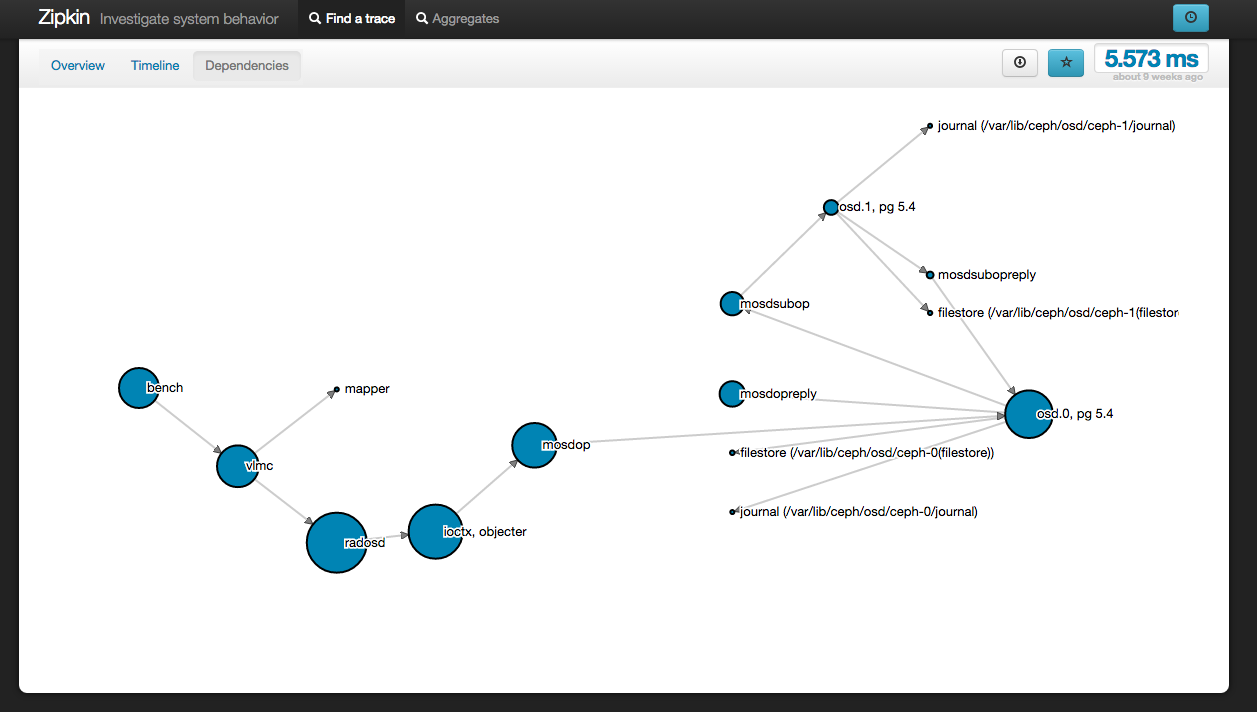 Zipkin Investigate system behavior Find a trace Aggregates
Overview Timeline Dependencies 5.573 ms
about 9 weeks ago
journal (/var/lib/ceph/osd/ceph-1/journal)
osd.1, pg 5.4
mosdsubopreply
mosdsubop
filestore (/var/lib/ceph/osd/ceph-1(filestor
bench
mapper
mosdopreply
osd.0, pg 5.4
mosdop
filestore (/var/lib/ceph/osd/ceph-0(filestore))
vlmc
journal (/var/lib/ceph/osd/ceph-0/journal)
ioctx, objecter
radosd